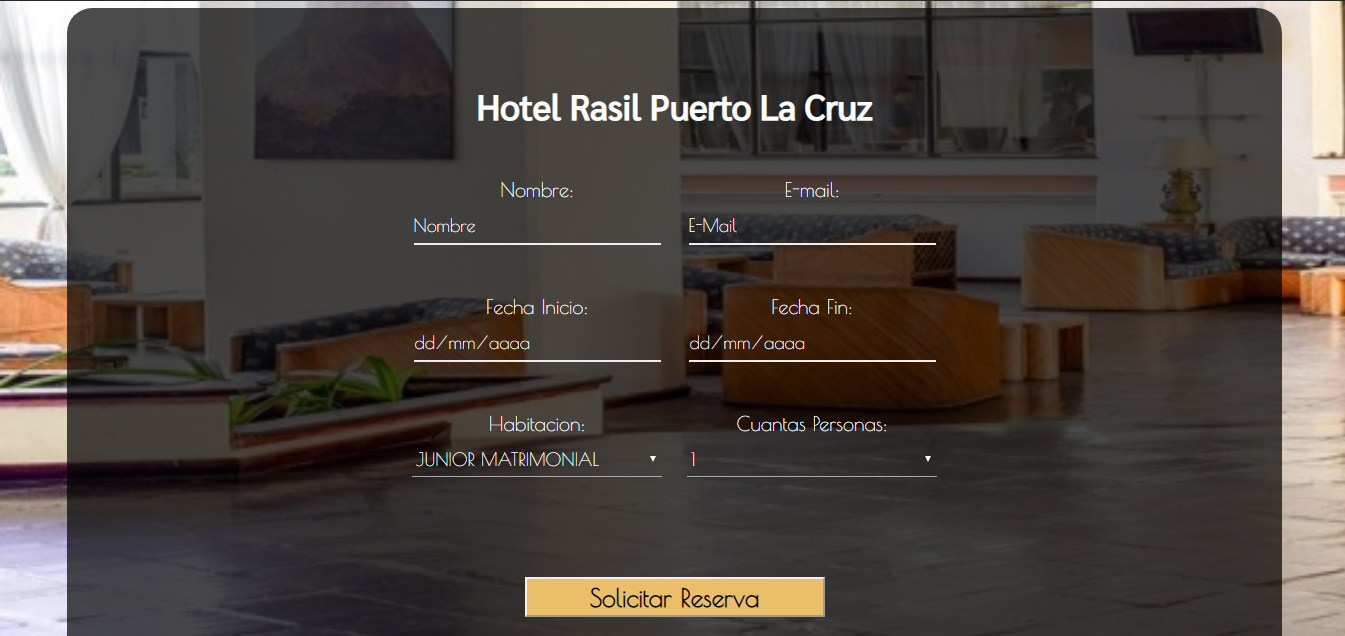 Hotel Rasil Puerto La Cruz
Nombre: E-mail:
Nombre E-Mail
Fecha Inicio: Fecha Fin:
dd/mm/aaaa dd/mm/aaaa
Habitacion: Cuantas Personas:
JUNIOR MATRIMONIAL 1
Solicitar Reserva